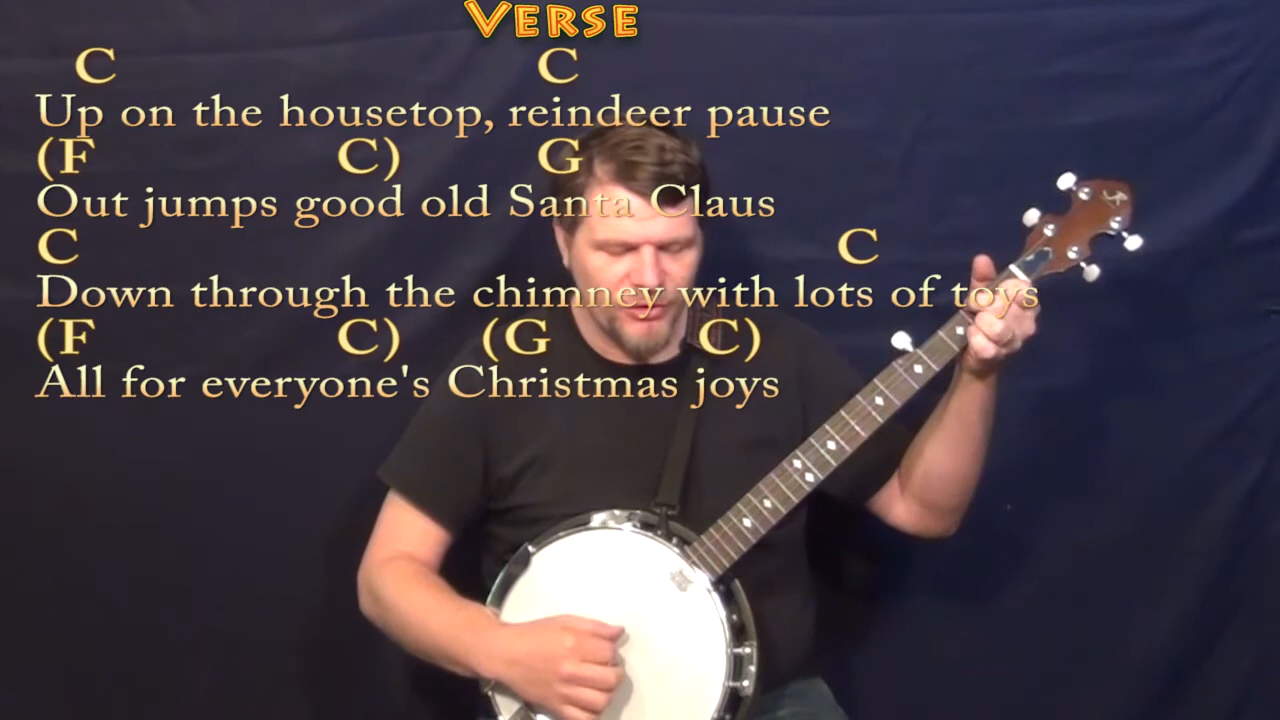 VERSE
C C
Up on the housetop, reindeer pause
(F C) G
Out jumps good old Santa Claus
C C
Down through the chimney with lots of toys
(F C) (G C)
All for everyone's Christmas joys